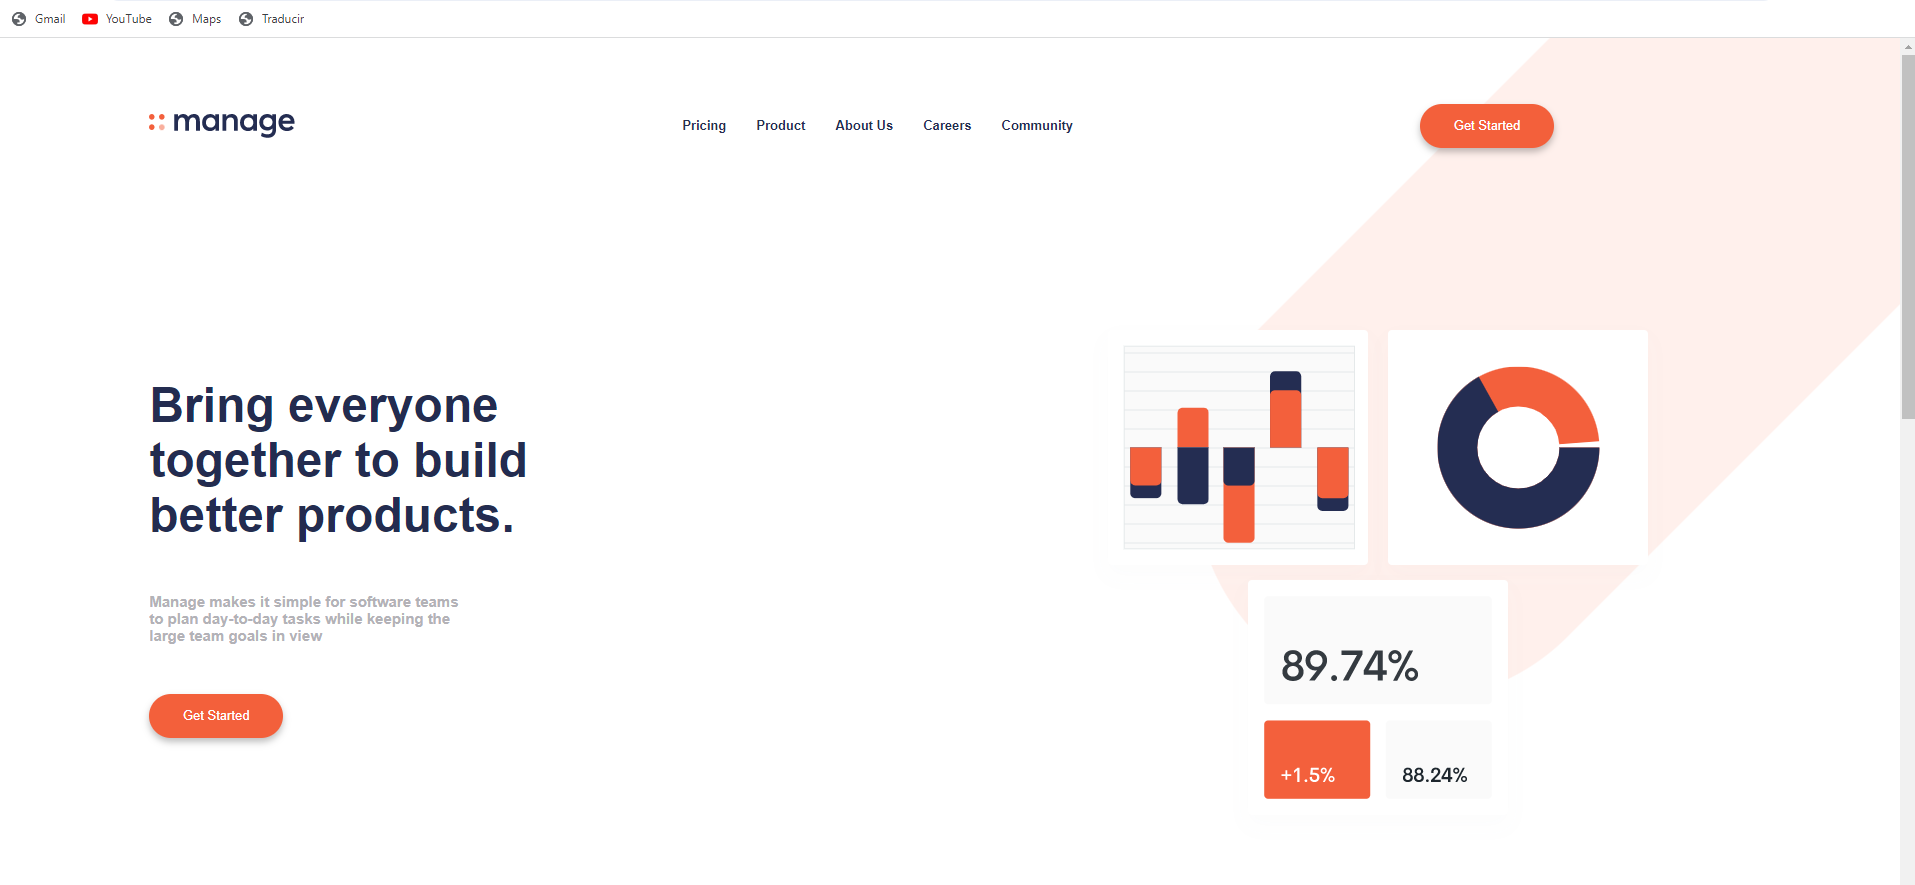 Gmail YouTube Maps Traducir
manage Pricing Product About Us Careers Community Get Started
Bring everyone
together to build
better products.
Manage makes it simple for software teams
to plan day-to-day tasks while keeping the
large team goals in view
Get Started
89.74%
+1.5% 88.24%